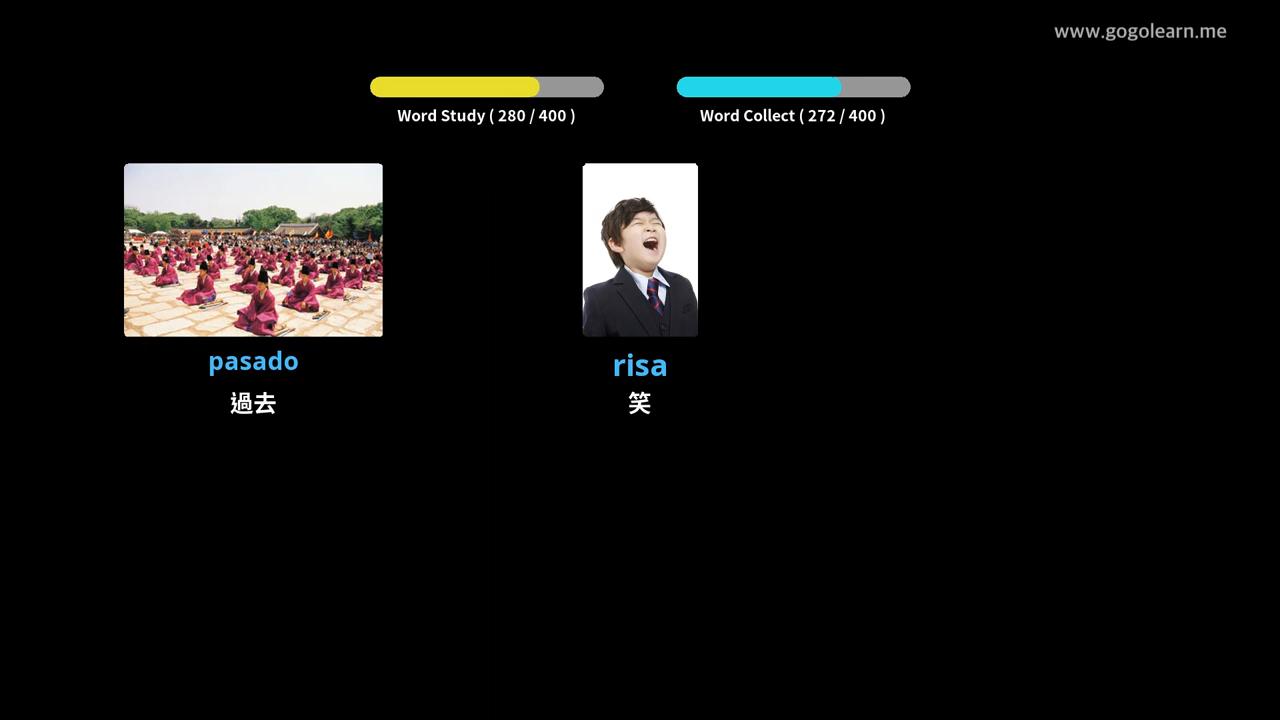 www.gogolearn.me
Word Study ( 280 / 400 )
Word Collect ( 272 / 400 )
pasado
過去
risa
笑